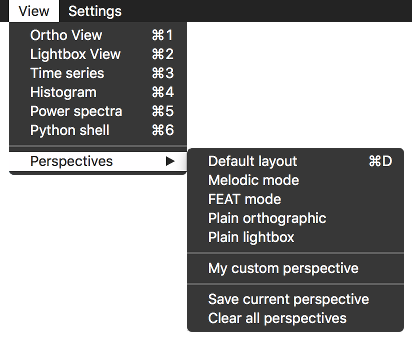 View Settings
Ortho View ⌘1
Lightbox View ⌘2
Time series ⌘3
Histogram ⌘4
Power spectra ⌘5
Python shell ⌘6
Perspectives ▶
Default layout ⌘D
Melodic mode
FEAT mode
Plain orthographic
Plain lightbox
My custom perspective
Save current perspective
Clear all perspectives